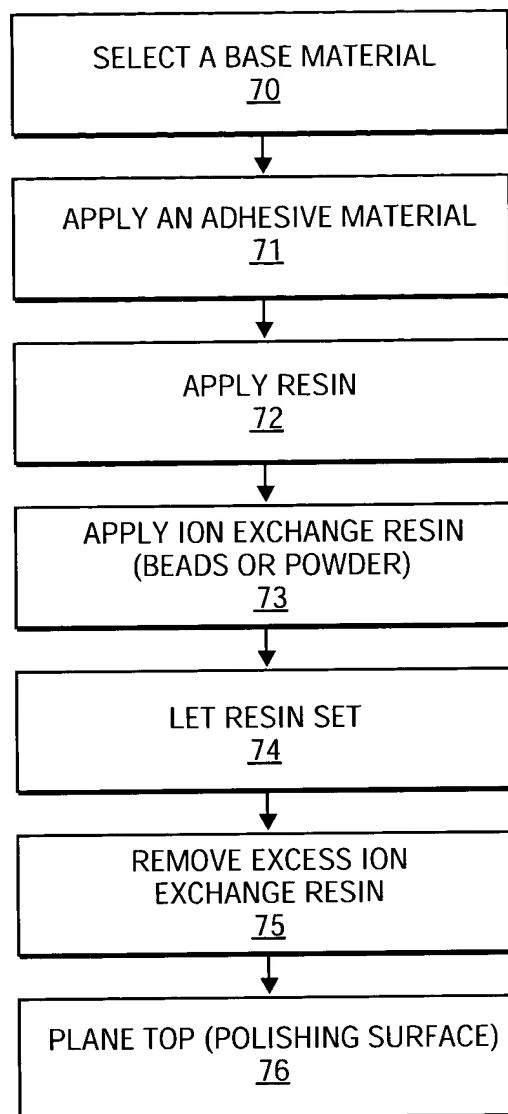 SELECT A BASE MATERIAL
70
APPLY AN ADHESIVE MATERIAL
71
APPLY RESIN
72
APPLY ION EXCHANGE RESIN
(BEADS OR POWDER)
73
LET RESIN SET
74
REMOVE EXCESS ION
EXCHANGE RESIN
75
PLANE TOP (POLISHING SURFACE)
76